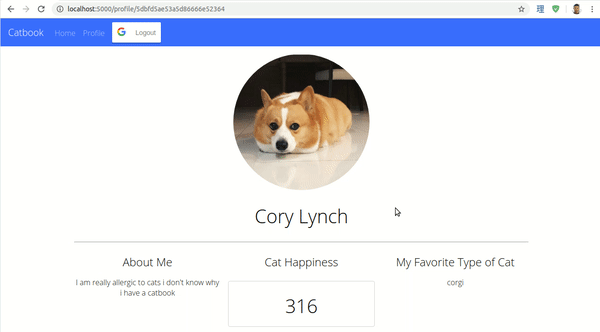 localhost:5000/profile/5dbfd5ae53a5d86666e52364
Catbook Home Profile Logout
Cory Lynch
About Me
I am really allergic to cats i don't know why
i have a catbook
Cat Happiness
316
My Favorite Type of Cat
corgi